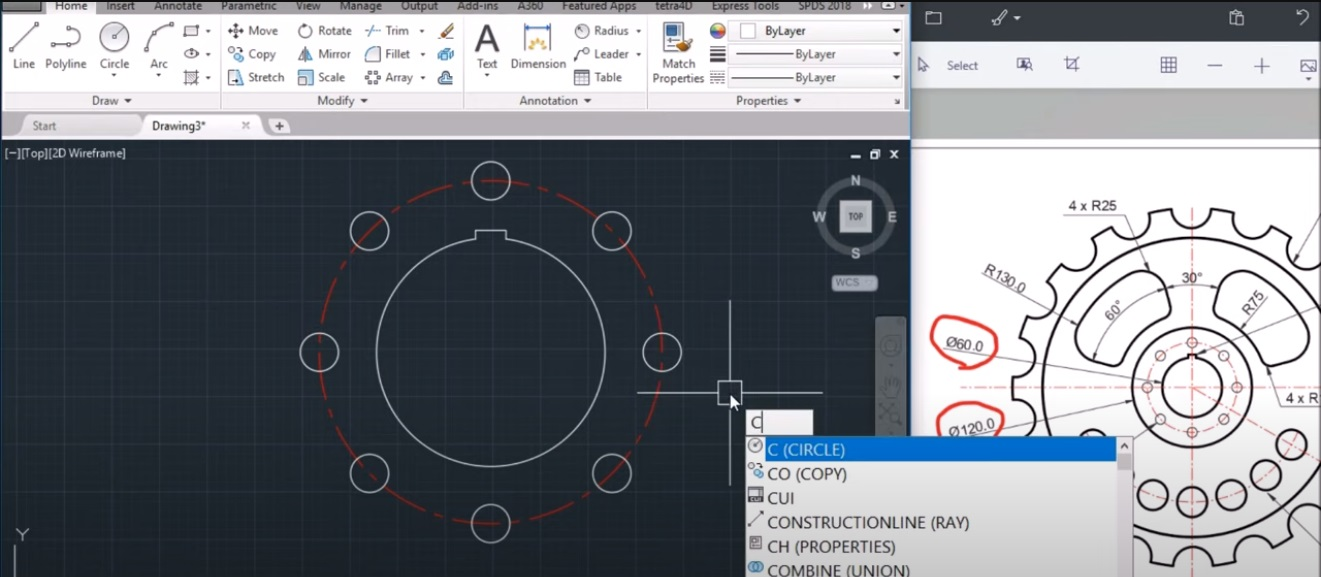 Home Insert Annotate Parametric View Manage Output Add-ins A360 Featured Apps tetra4D Express Tools SPDS 2018
Line Polyline Circle Arc
Move Rotate Trim
Copy Mirror Fillet
Stretch Scale Array
Text Dimension
Radius
Leader
Table
Match
Properties
ByLayer
ByLayer
ByLayer
Draw Modify Annotation Properties
Select
Start Drawing3*
[−][Top][2D Wireframe]
N
W TOP E
S
WCS
C
C (CIRCLE)
CO (COPY)
CUI
CONSTRUCTIONLINE (RAY)
CH (PROPERTIES)
COMBINE (UNION)
Y
4 x R25
R130.0
30°
60°
R75
Ø60.0
Ø120.0
4 x R